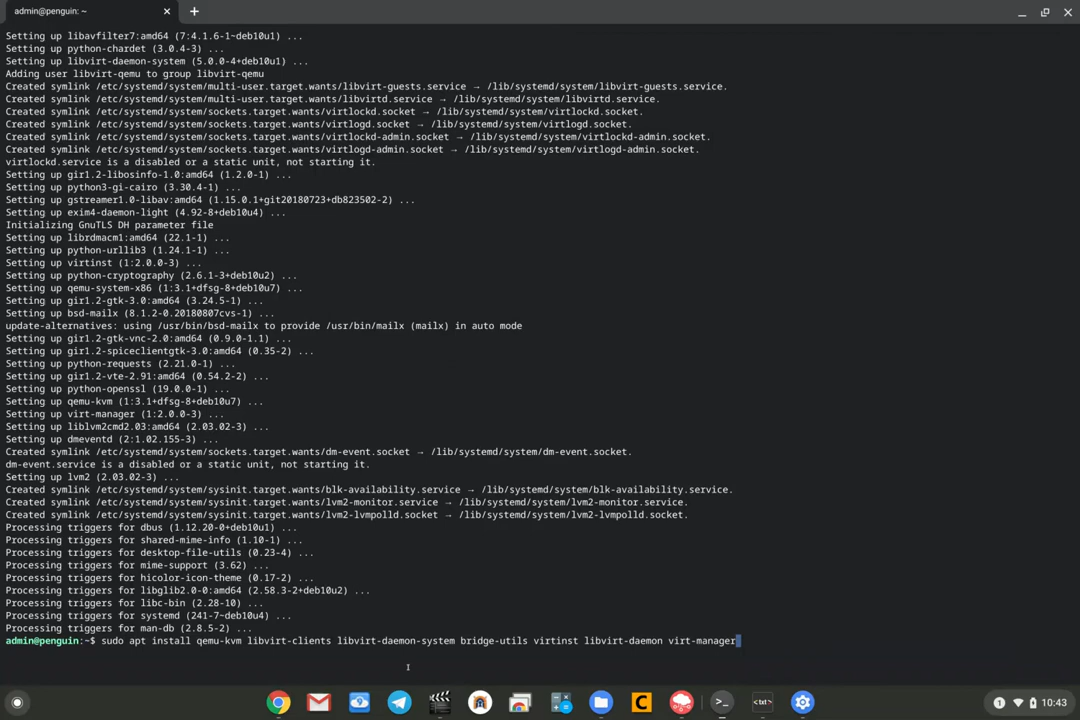 admin@penguin: ~
Setting up libavfilter7:amd64 (7:4.1.6-1~deb10u1) ...
Setting up python-chardet (3.0.4-3) ...
Setting up libvirt-daemon-system (5.0.0-4+deb10u1) ...
Adding user libvirt-qemu to group libvirt-qemu
Created symlink /etc/systemd/system/multi-user.target.wants/libvirt-guests.service → /lib/systemd/system/libvirt-guests.service.
Created symlink /etc/systemd/system/multi-user.target.wants/libvirtd.service → /lib/systemd/system/libvirtd.service.
Created symlink /etc/systemd/system/sockets.target.wants/virtlockd.socket → /lib/systemd/system/virtlockd.socket.
Created symlink /etc/systemd/system/sockets.target.wants/virtlogd.socket → /lib/systemd/system/virtlogd.socket.
Created symlink /etc/systemd/system/sockets.target.wants/virtlockd-admin.socket → /lib/systemd/system/virtlockd-admin.socket.
Created symlink /etc/systemd/system/sockets.target.wants/virtlogd-admin.socket → /lib/systemd/system/virtlogd-admin.socket.
virtlockd.service is a disabled or a static unit, not starting it.
Setting up gir1.2-libosinfo-1.0:amd64 (1.2.0-1) ...
Setting up python3-gi-cairo (3.30.4-1) ...
Setting up gstreamer1.0-libav:amd64 (1.15.0.1+git20180723+db823502-2) ...
Setting up exim4-daemon-light (4.92-8+deb10u4) ...
Initializing GnuTLS DH parameter file
Setting up librdmacm1:amd64 (22.1-1) ...
Setting up python-urllib3 (1.24.1-1) ...
Setting up virtinst (1:2.0.0-3) ...
Setting up python-cryptography (2.6.1-3+deb10u2) ...
Setting up qemu-system-x86 (1:3.1+dfsg-8+deb10u7) ...
Setting up gir1.2-gtk-3.0:amd64 (3.24.5-1) ...
Setting up bsd-mailx (8.1.2-0.20180807cvs-1) ...
update-alternatives: using /usr/bin/bsd-mailx to provide /usr/bin/mailx (mailx) in auto mode
Setting up gir1.2-gtk-vnc-2.0:amd64 (0.9.0-1.1) ...
Setting up gir1.2-spiceclientgtk-3.0:amd64 (0.35-2) ...
Setting up python-requests (2.21.0-1) ...
Setting up gir1.2-vte-2.91:amd64 (0.54.2-2) ...
Setting up python-openssl (19.0.0-1) ...
Setting up qemu-kvm (1:3.1+dfsg-8+deb10u7) ...
Setting up virt-manager (1:2.0.0-3) ...
Setting up liblvm2cmd2.03:amd64 (2.03.02-3) ...
Setting up dmeventd (2:1.02.155-3) ...
Created symlink /etc/systemd/system/sockets.target.wants/dm-event.socket → /lib/systemd/system/dm-event.socket.
dm-event.service is a disabled or a static unit, not starting it.
Setting up lvm2 (2.03.02-3) ...
Created symlink /etc/systemd/system/sysinit.target.wants/blk-availability.service → /lib/systemd/system/blk-availability.service.
Created symlink /etc/systemd/system/sysinit.target.wants/lvm2-monitor.service → /lib/systemd/system/lvm2-monitor.service.
Created symlink /etc/systemd/system/sysinit.target.wants/lvm2-lvmpolld.socket → /lib/systemd/system/lvm2-lvmpolld.socket.
Processing triggers for dbus (1.12.20-0+deb10u1) ...
Processing triggers for shared-mime-info (1.10-1) ...
Processing triggers for desktop-file-utils (0.23-4) ...
Processing triggers for mime-support (3.62) ...
Processing triggers for hicolor-icon-theme (0.17-2) ...
Processing triggers for libglib2.0-0:amd64 (2.58.3-2+deb10u2) ...
Processing triggers for libc-bin (2.28-10) ...
Processing triggers for systemd (241-7~deb10u4) ...
Processing triggers for man-db (2.8.5-2) ...
admin@penguin:~$ sudo apt install qemu-kvm libvirt-clients libvirt-daemon-system bridge-utils virtinst libvirt-daemon virt-manager
C
>_
<txt>
1
10:43